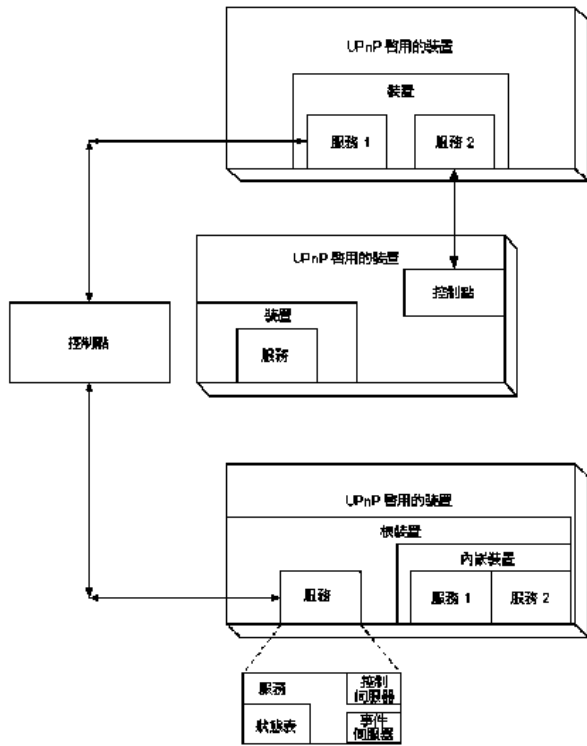 UPnP 啓用的裝置
裝置
服務 1
服務 2
UPnP 啓用的裝置
控制點
裝置
服務
控制點
UPnP 啓用的裝置
根裝置
內嵌裝置
服務
服務 1
服務 2
服務
控制
伺服器
狀態表
事件
伺服器